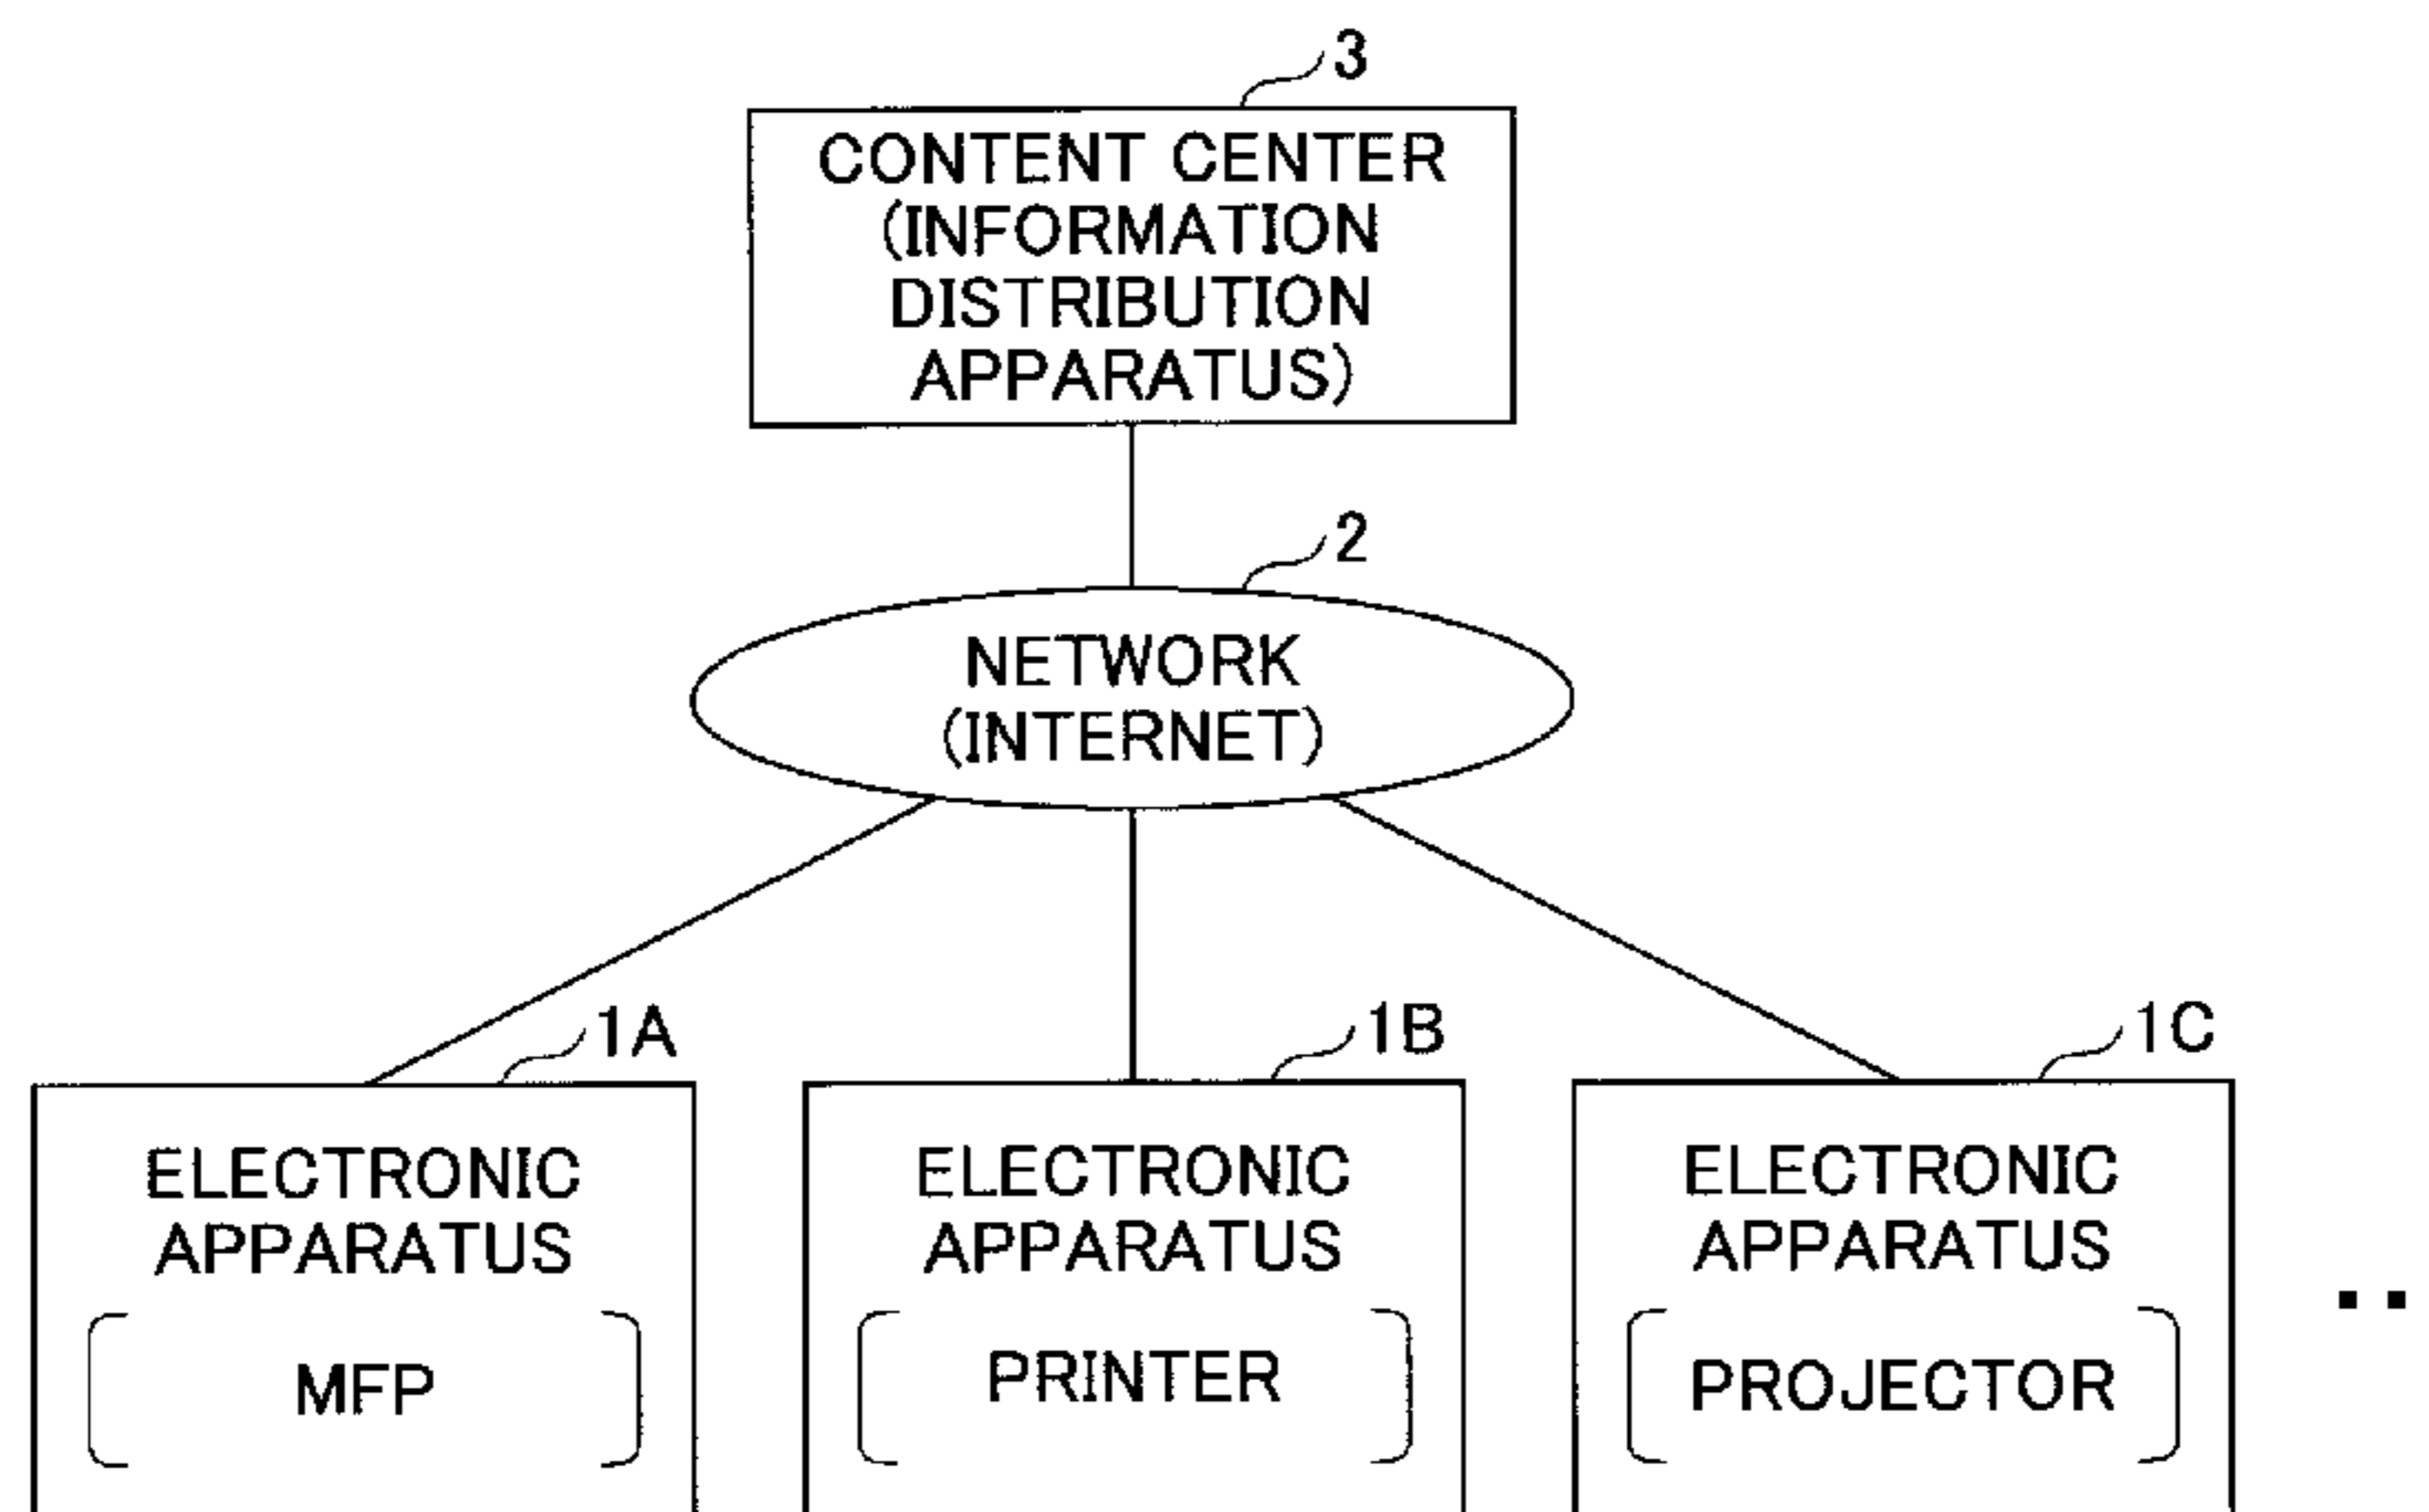 3
CONTENT CENTER
(INFORMATION
DISTRIBUTION
APPARATUS)
2
NETWORK
(INTERNET)
1A
1B
1C
ELECTRONIC
APPARATUS
MFP
ELECTRONIC
APPARATUS
PRINTER
ELECTRONIC
APPARATUS
PROJECTOR